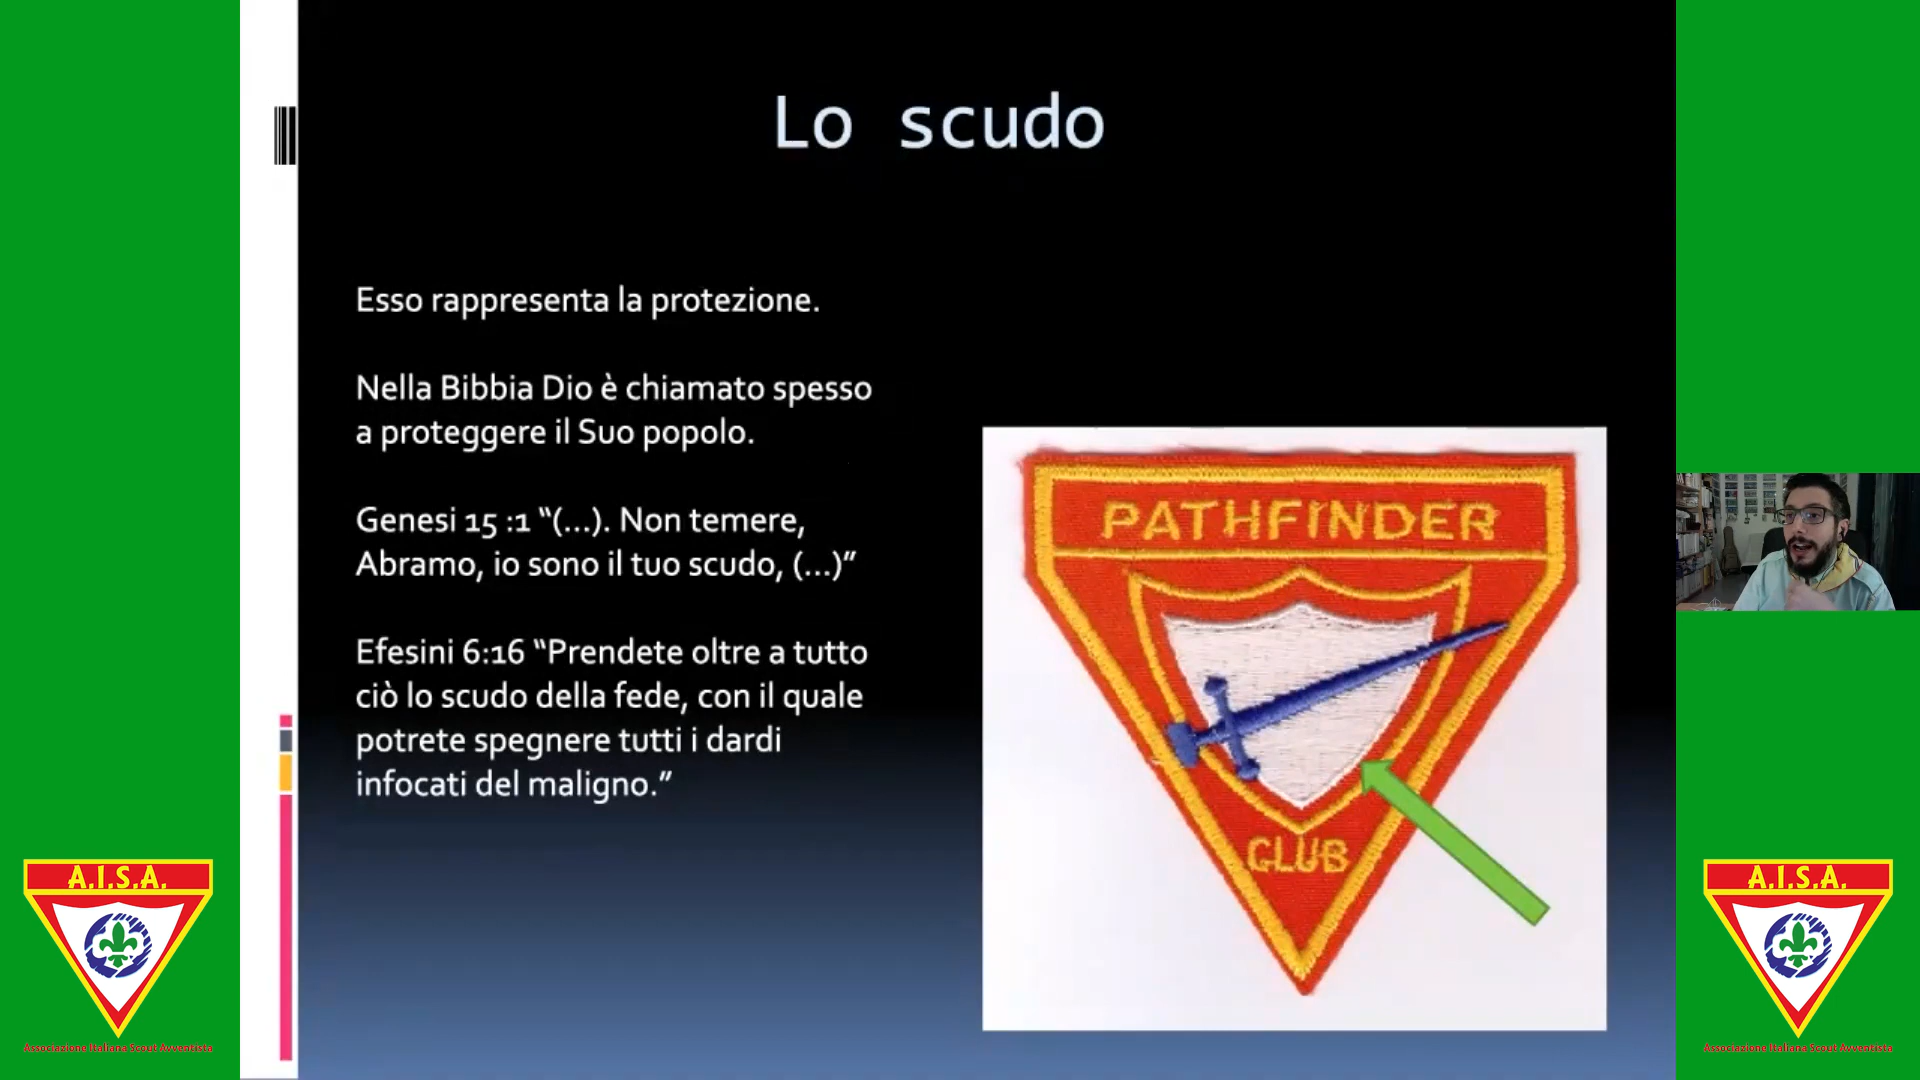 Lo scudo
Esso rappresenta la protezione.
Nella Bibbia Dio è chiamato spesso
a proteggere il Suo popolo.
Genesi 15 :1 “(…). Non temere,
Abramo, io sono il tuo scudo, (…)”
Efesini 6:16 “Prendete oltre a tutto
ciò lo scudo della fede, con il quale
potrete spegnere tutti i dardi
infocati del maligno.”
PATHFINDER
CLUB
A.I.S.A.
Associazione Italiana Scout Avventista
A.I.S.A.
Associazione Italiana Scout Avventista